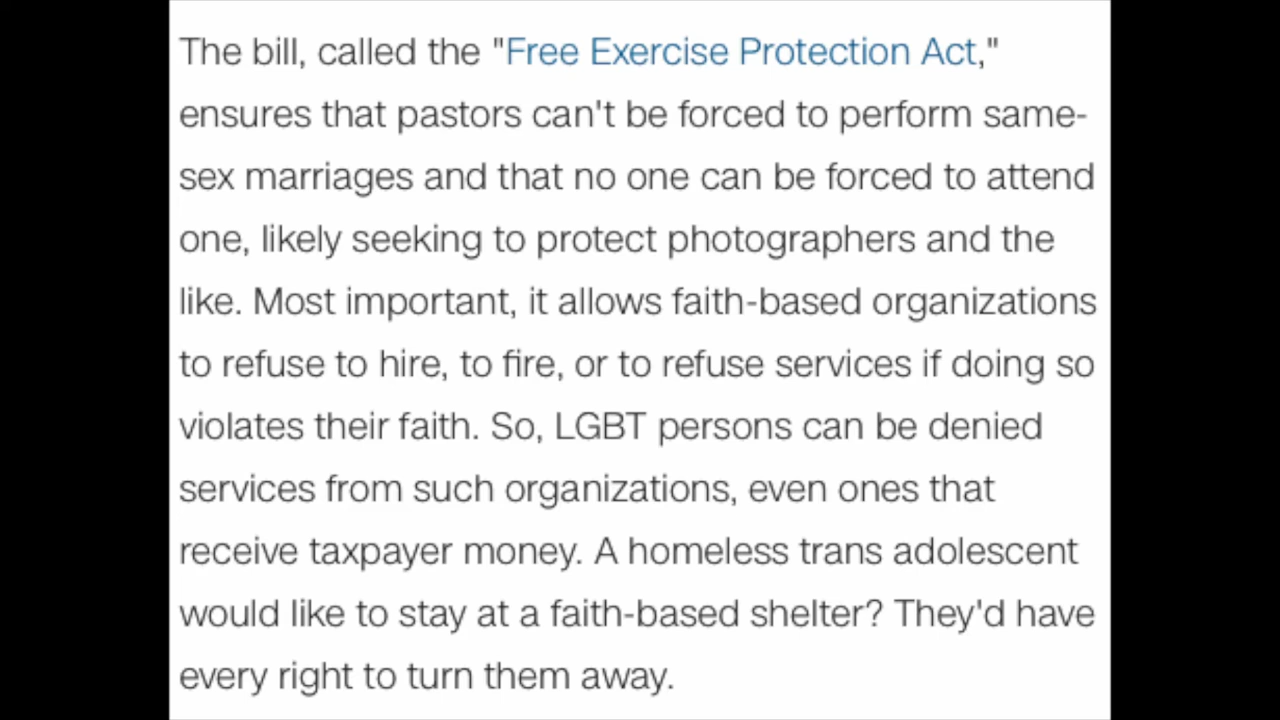 The bill, called the "Free Exercise Protection Act,"
ensures that pastors can't be forced to perform same-
sex marriages and that no one can be forced to attend
one, likely seeking to protect photographers and the
like. Most important, it allows faith-based organizations
to refuse to hire, to fire, or to refuse services if doing so
violates their faith. So, LGBT persons can be denied
services from such organizations, even ones that
receive taxpayer money. A homeless trans adolescent
would like to stay at a faith-based shelter? They'd have
every right to turn them away.